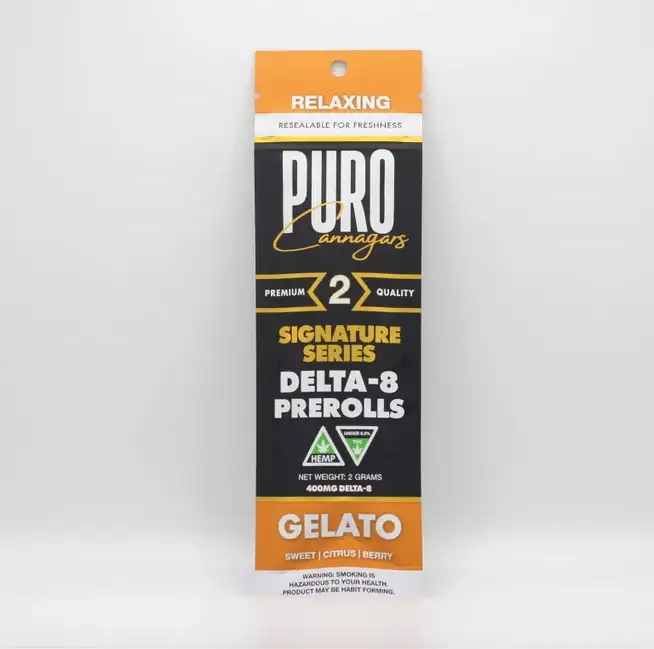 RELAXING
RESEALABLE FOR FRESHNESS
PURO
Cannagars
PREMIUM 2 QUALITY
SIGNATURE
SERIES
DELTA-8
PREROLLS
HEMP
UNDER 0.3%
THC
NET WEIGHT: 2 GRAMS
400MG DELTA-8
GELATO
SWEET | CITRUS | BERRY
WARNING: SMOKING IS
HAZARDOUS TO YOUR HEALTH.
PRODUCT MAY BE HABIT FORMING.